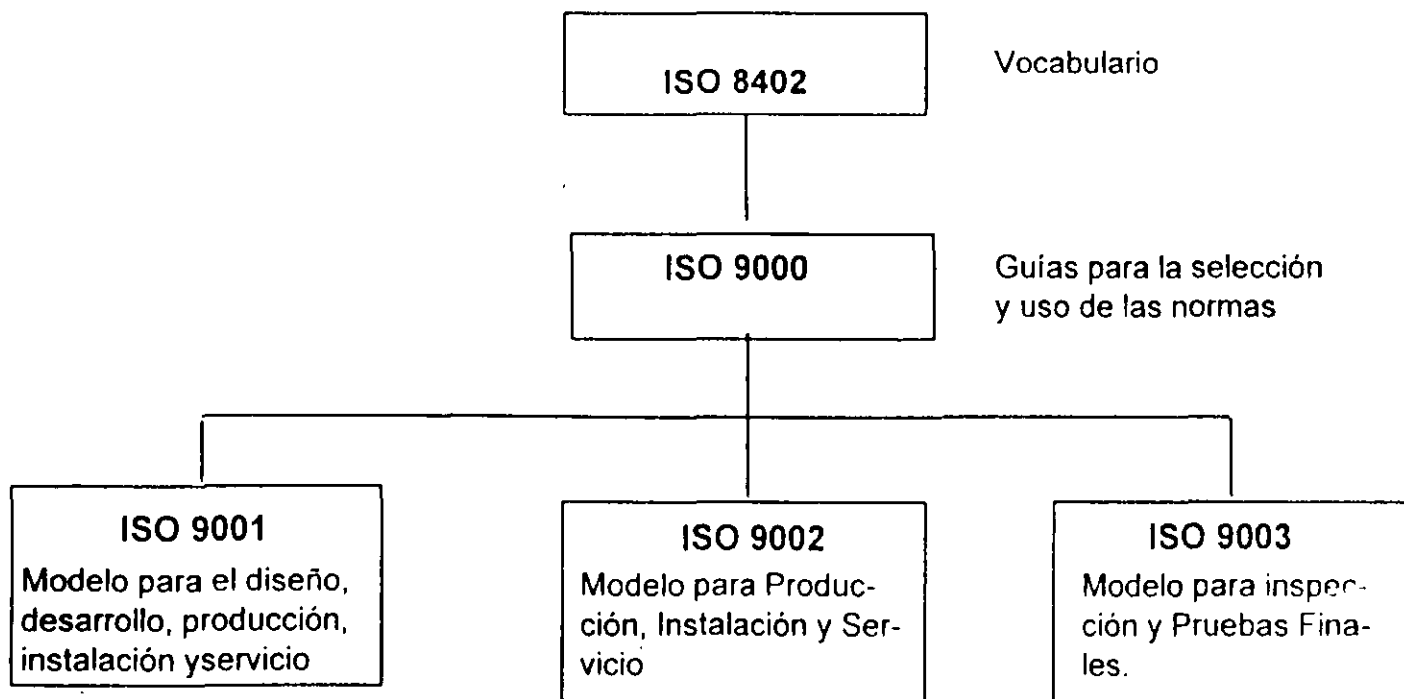 ISO 8402
Vocabulario
ISO 9000
Guías para la selección
y uso de las normas
ISO 9001
Modelo para el diseño,
desarrollo, producción,
instalación yservicio
ISO 9002
Modelo para Produc-
ción, Instalación y Ser-
vicio
ISO 9003
Modelo para inspec-
ción y Pruebas Fina-
les.